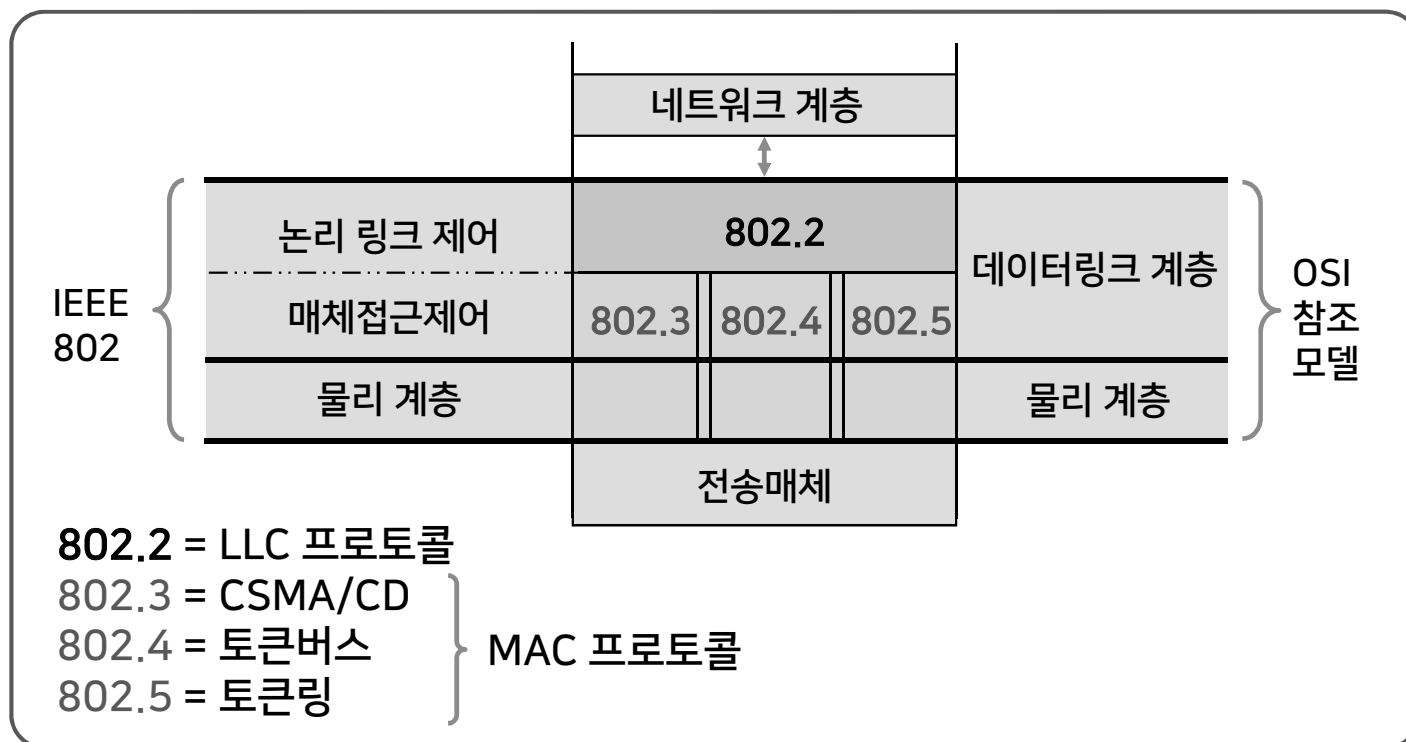 네트워크 계층
논리 링크 제어
802.2
데이터링크 계층
IEEE
802
매체접근제어
802.3
802.4
802.5
OSI
참조
모델
물리 계층
물리 계층
전송매체
802.2 = LLC 프로토콜
802.3 = CSMA/CD
802.4 = 토큰버스
802.5 = 토큰링
MAC 프로토콜